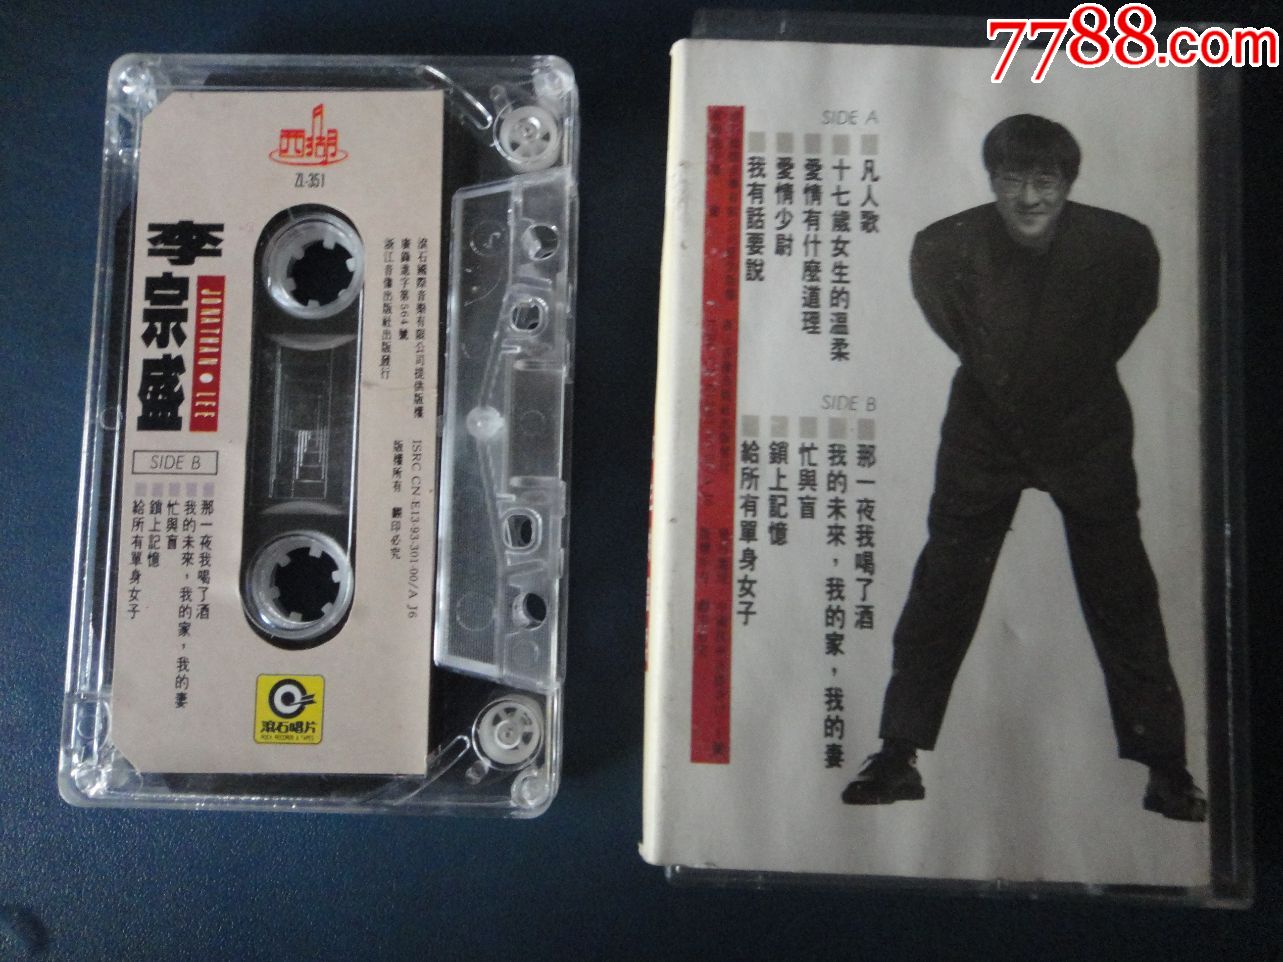 7788.com
西湖
ZL-351
李宗盛
JONATHAN • LEE
SIDE B
那一夜我喝了酒
我的未來，我的家，我的妻
忙與盲
鎖上記憶
給所有單身女子
滾石國際音樂有限公司提供版權
浙江音像出版社出版發行
ISRC CN E13-93-301-00/A J6
版權所有 翻印必究
滾石唱片
ROCK RECORDS & TAPES
SIDE A
凡人歌
十七歲女生的溫柔
愛情有什麼道理
愛情少尉
我有話要說
SIDE B
那一夜我喝了酒
我的未來，我的家，我的妻
忙與盲
鎖上記憶
給所有單身女子